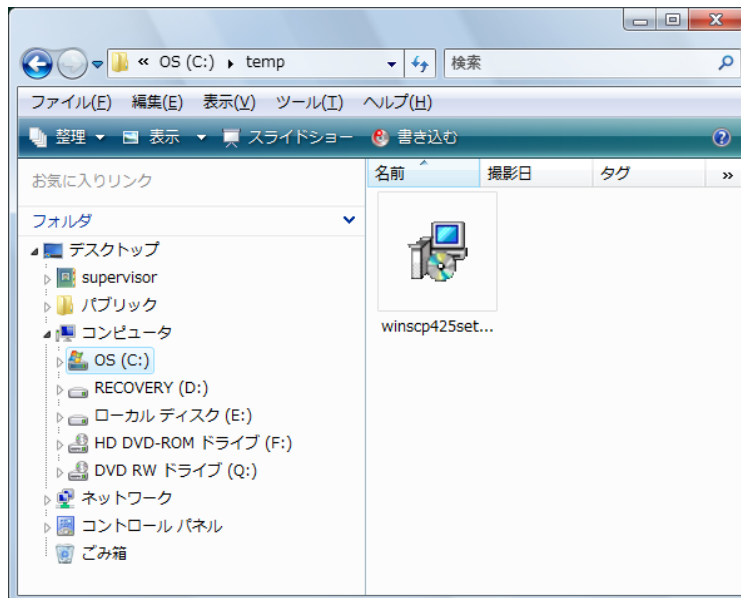 « OS (C:) ▸ temp
検索
ファイル(F) 編集(E) 表示(V) ツール(T) ヘルプ(H)
整理 表示 スライドショー 書き込む
お気に入りリンク
名前 撮影日 タグ »
フォルダ
デスクトップ
supervisor
パブリック
コンピュータ
OS (C:)
RECOVERY (D:)
ローカル ディスク (E:)
HD DVD-ROM ドライブ (F:)
DVD RW ドライブ (Q:)
ネットワーク
コントロール パネル
ごみ箱
winscp425set...